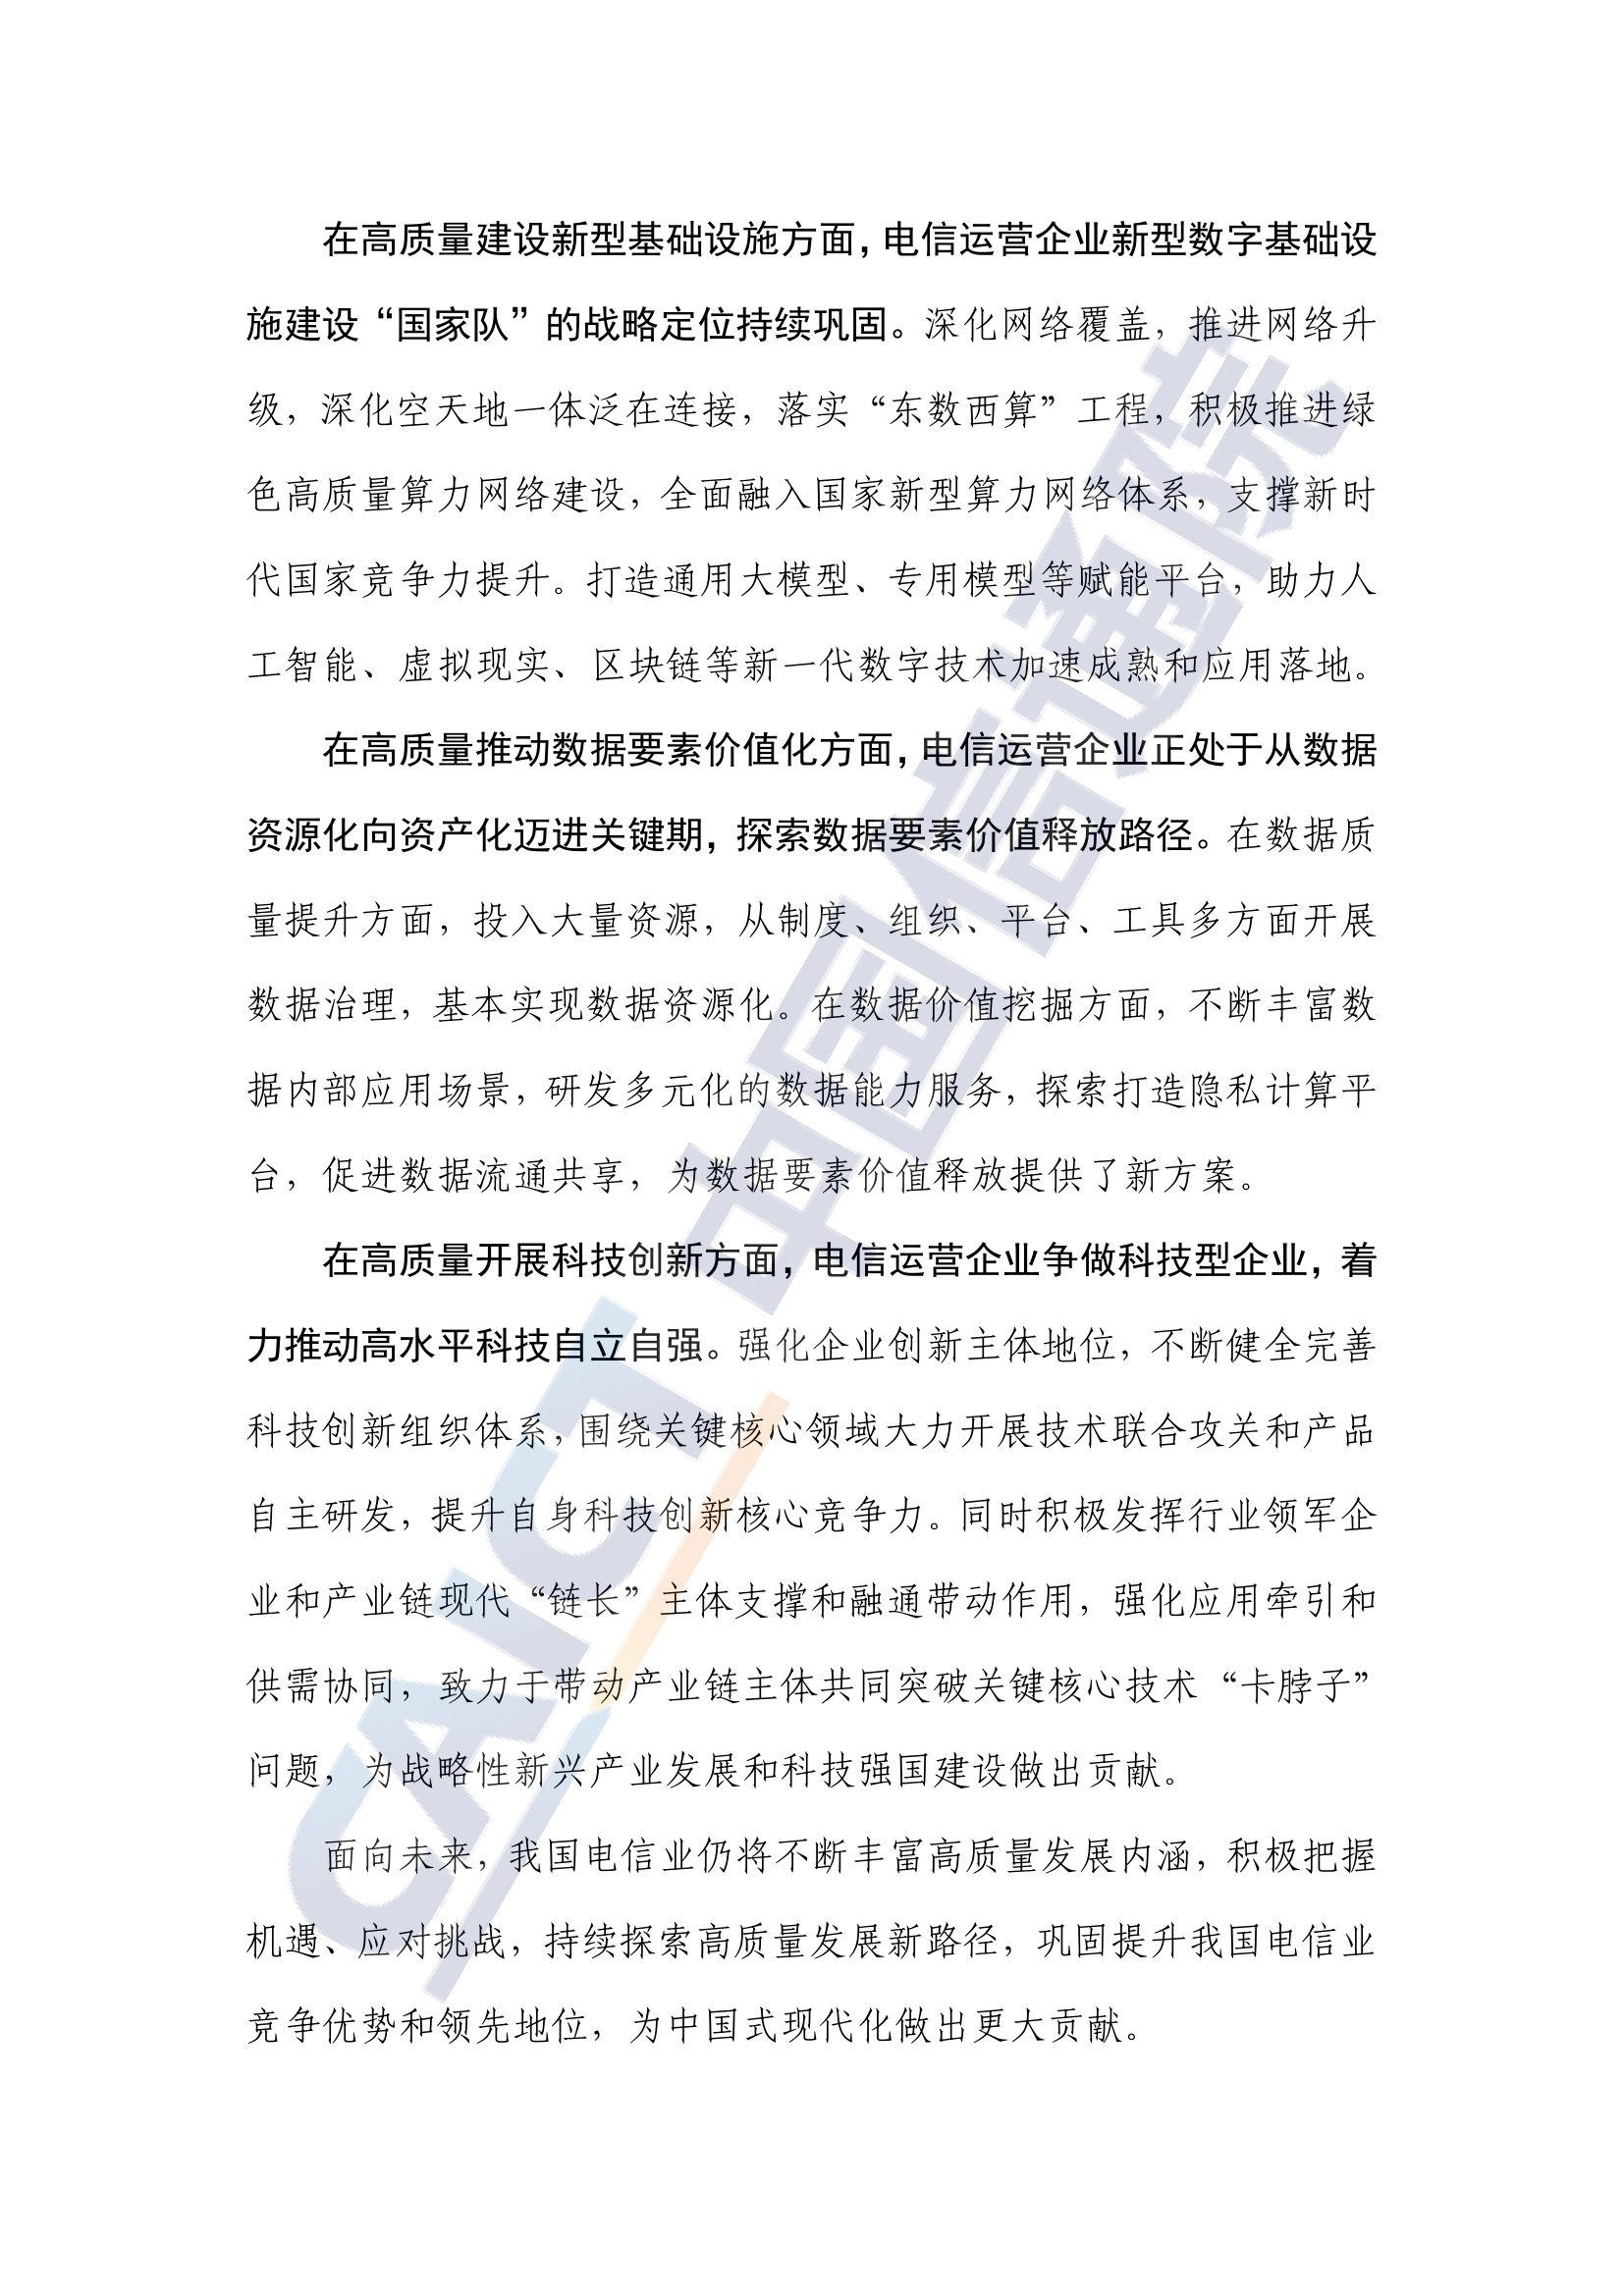 在高质量建设新型基础设施方面，电信运营企业新型数字基础设
施建设“国家队”的战略定位持续巩固。深化网络覆盖，推进网络升
级，深化空天地一体泛在连接，落实“东数西算”工程，积极推进绿
色高质量算力网络建设，全面融入国家新型算力网络体系，支撑新时
代国家竞争力提升。打造通用大模型、专用模型等赋能平台，助力人
工智能、虚拟现实、区块链等新一代数字技术加速成熟和应用落地。
在高质量推动数据要素价值化方面，电信运营企业正处于从数据
资源化向资产化迈进关键期，探索数据要素价值释放路径。在数据质
量提升方面，投入大量资源，从制度、组织、平台、工具多方面开展
数据治理，基本实现数据资源化。在数据价值挖掘方面，不断丰富数
据内部应用场景，研发多元化的数据能力服务，探索打造隐私计算平
台，促进数据流通共享，为数据要素价值释放提供了新方案。
在高质量开展科技创新方面，电信运营企业争做科技型企业，着
力推动高水平科技自立自强。强化企业创新主体地位，不断健全完善
科技创新组织体系，围绕关键核心领域大力开展技术联合攻关和产品
自主研发，提升自身科技创新核心竞争力。同时积极发挥行业领军企
业和产业链现代“链长”主体支撑和融通带动作用，强化应用牵引和
供需协同，致力于带动产业链主体共同突破关键核心技术“卡脖子”
问题，为战略性新兴产业发展和科技强国建设做出贡献。
面向未来，我国电信业仍将不断丰富高质量发展内涵，积极把握
机遇、应对挑战，持续探索高质量发展新路径，巩固提升我国电信业
竞争优势和领先地位，为中国式现代化做出更大贡献。
CAICT 中国信通院